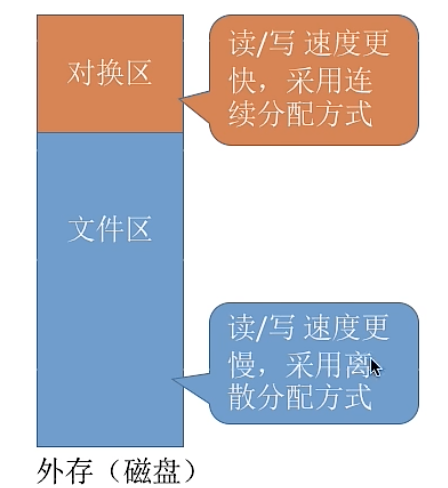 对换区
读/写 速度更
快，采用连
续分配方式
文件区
读/写 速度更
慢，采用离
散分配方式
外存（磁盘）